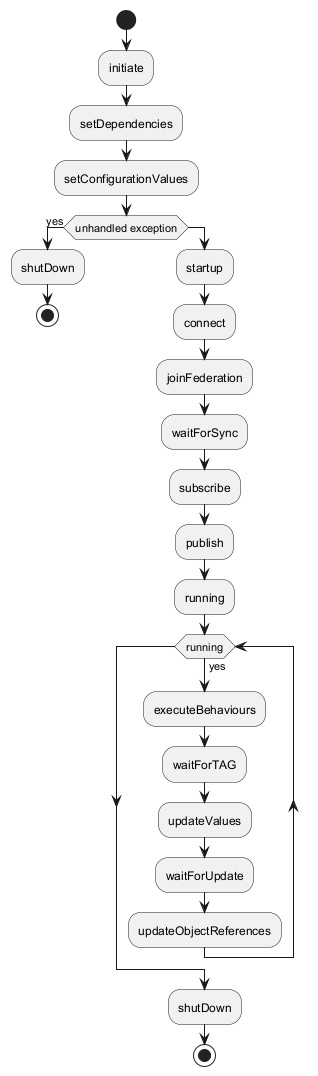 initiate
setDependencies
setConfigurationValues
yes
unhandled exception
shutDown
startup
connect
joinFederation
waitForSync
subscribe
publish
running
running
yes
executeBehaviours
waitForTAG
updateValues
waitForUpdate
updateObjectReferences
shutDown